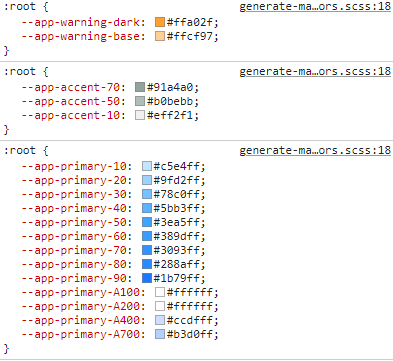 :root { generate-ma…ors.scss:18
--app-warning-dark: #ffa02f;
--app-warning-base: #ffcf97;
}
:root { generate-ma…ors.scss:18
--app-accent-70: #91a4a0;
--app-accent-50: #b0bebb;
--app-accent-10: #eff2f1;
}
:root { generate-ma…ors.scss:18
--app-primary-10: #c5e4ff;
--app-primary-20: #9fd2ff;
--app-primary-30: #78c0ff;
--app-primary-40: #5bb3ff;
--app-primary-50: #3ea5ff;
--app-primary-60: #389dff;
--app-primary-70: #3093ff;
--app-primary-80: #288aff;
--app-primary-90: #1b79ff;
--app-primary-A100: #ffffff;
--app-primary-A200: #ffffff;
--app-primary-A400: #ccdfff;
--app-primary-A700: #b3d0ff;
}